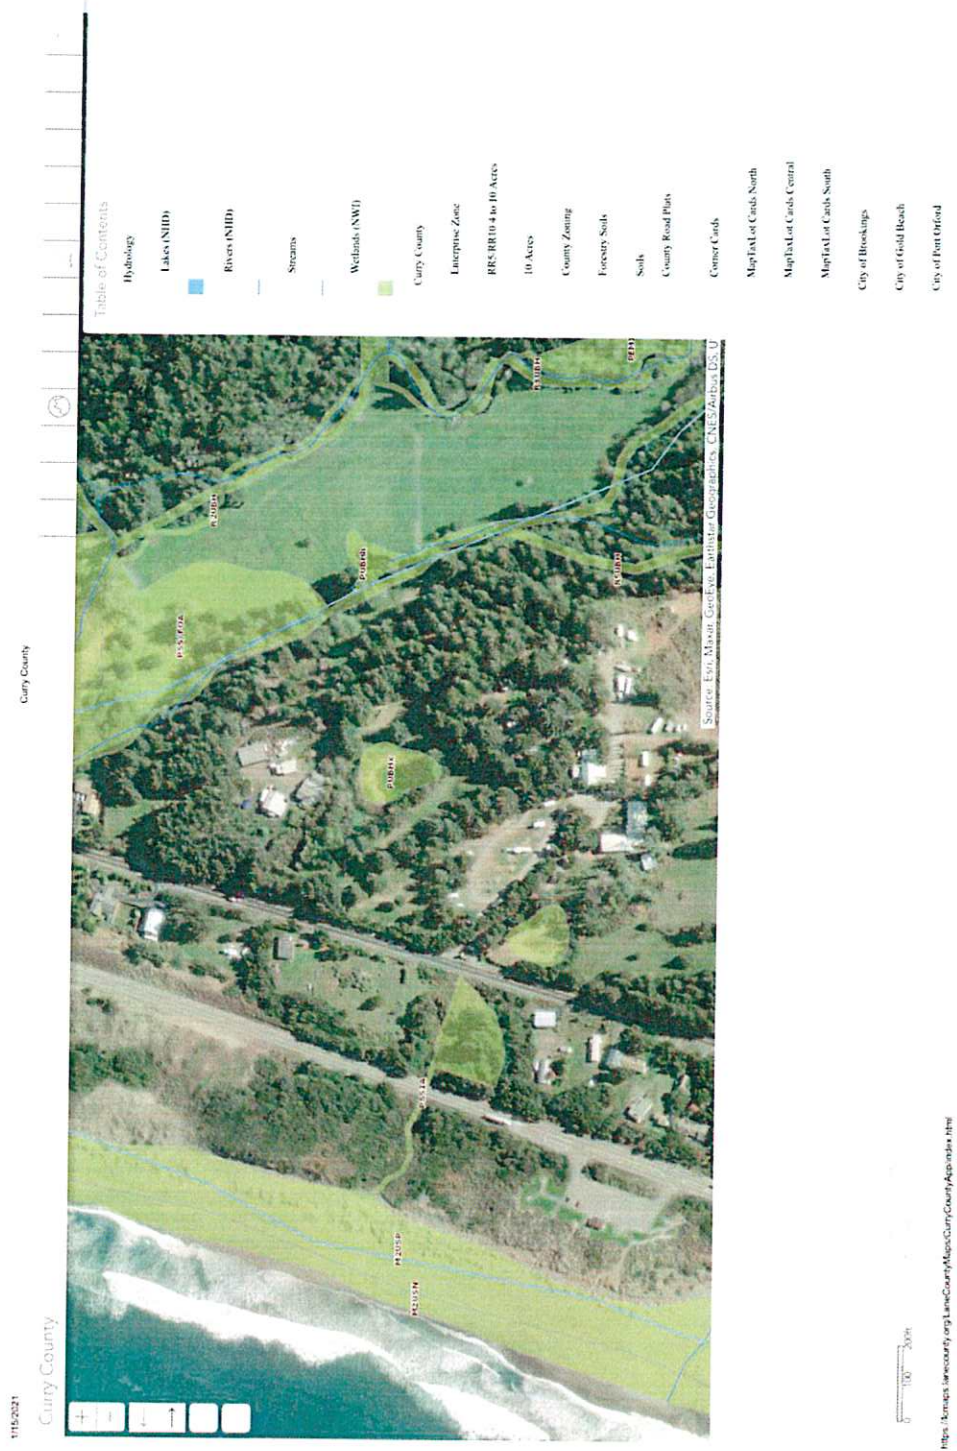 1/15/2021
Curry County
Curry County
Table of Contents
Hydrology
Lakes (NHD)
Rivers (NHD)
Streams
Wetlands (NWI)
Curry County
Enterprise Zone
RR5/RR10 4 to 10 Acres
10 Acres
County Zoning
Forestry Soils
Soils
County Road Plats
Corner Cards
MapTaxLot Cards North
MapTaxLot Cards Central
MapTaxLot Cards South
City of Brookings
City of Gold Beach
City of Port Orford
R2UBH
PUBHh
R5UBH
PEM1
PUBHx
M2USP
M2USN
Source: Esri, Maxar, GeoEye, Earthstar Geographics, CNES/Airbus DS, U
0 100 200ft
https://lcmaps.lanecounty.org/LaneCountyMaps/CurryCountyApp/index.html